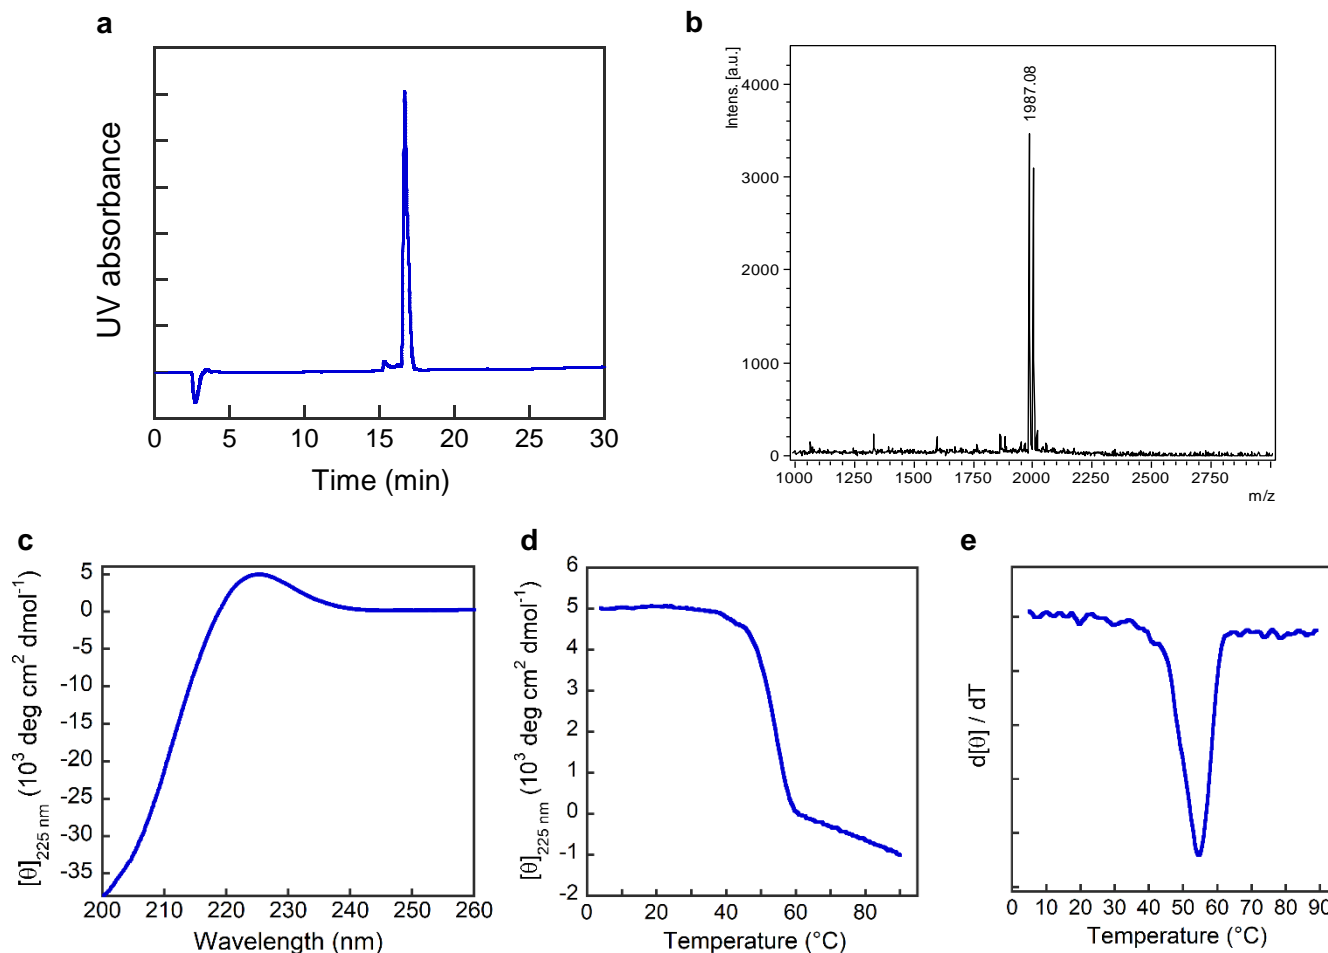 a
UV absorbance
0 5 10 15 20 25 30
Time (min)
b
Intens. [a.u.]
4000
3000
2000
1000
0
1987.08
1000 1250 1500 1750 2000 2250 2500 2750
m/z
c
[θ]225 nm (10³ deg cm² dmol⁻¹)
5
0
-5
-10
-15
-20
-25
-30
-35
200 210 220 230 240 250 260
Wavelength (nm)
d
[θ]225 nm (10³ deg cm² dmol⁻¹)
6
5
4
3
2
1
0
-1
-2
0 20 40 60 80
Temperature (°C)
e
d[θ] / dT
0 10 20 30 40 50 60 70 80 90
Temperature (°C)